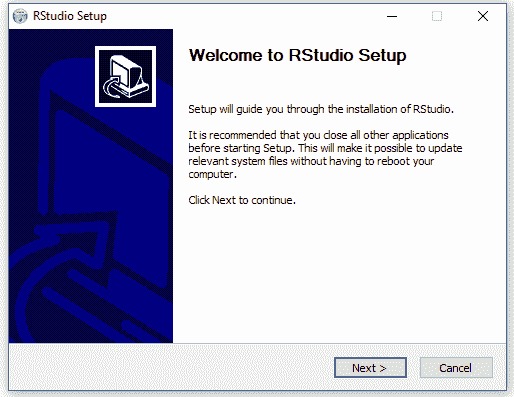 RStudio Setup
Welcome to RStudio Setup
Setup will guide you through the installation of RStudio.
It is recommended that you close all other applications
before starting Setup. This will make it possible to update
relevant system files without having to reboot your
computer.
Click Next to continue.
Next >
Cancel